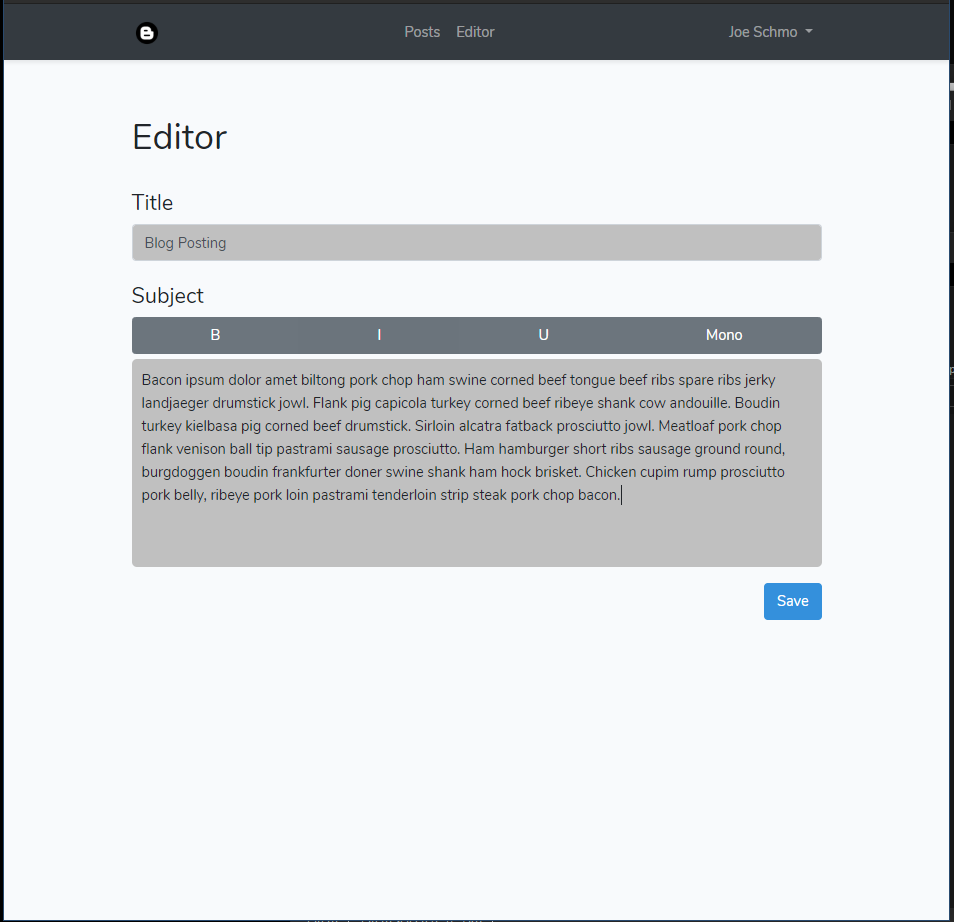 Posts Editor Joe Schmo
Editor
Title
Blog Posting
Subject
B I U Mono
Bacon ipsum dolor amet biltong pork chop ham swine corned beef tongue beef ribs spare ribs jerky
landjaeger drumstick jowl. Flank pig capicola turkey corned beef ribeye shank cow andouille. Boudin
turkey kielbasa pig corned beef drumstick. Sirloin alcatra fatback prosciutto jowl. Meatloaf pork chop
flank venison ball tip pastrami sausage prosciutto. Ham hamburger short ribs sausage ground round,
burgdoggen boudin frankfurter doner swine shank ham hock brisket. Chicken cupim rump prosciutto
pork belly, ribeye pork loin pastrami tenderloin strip steak pork chop bacon.
Save